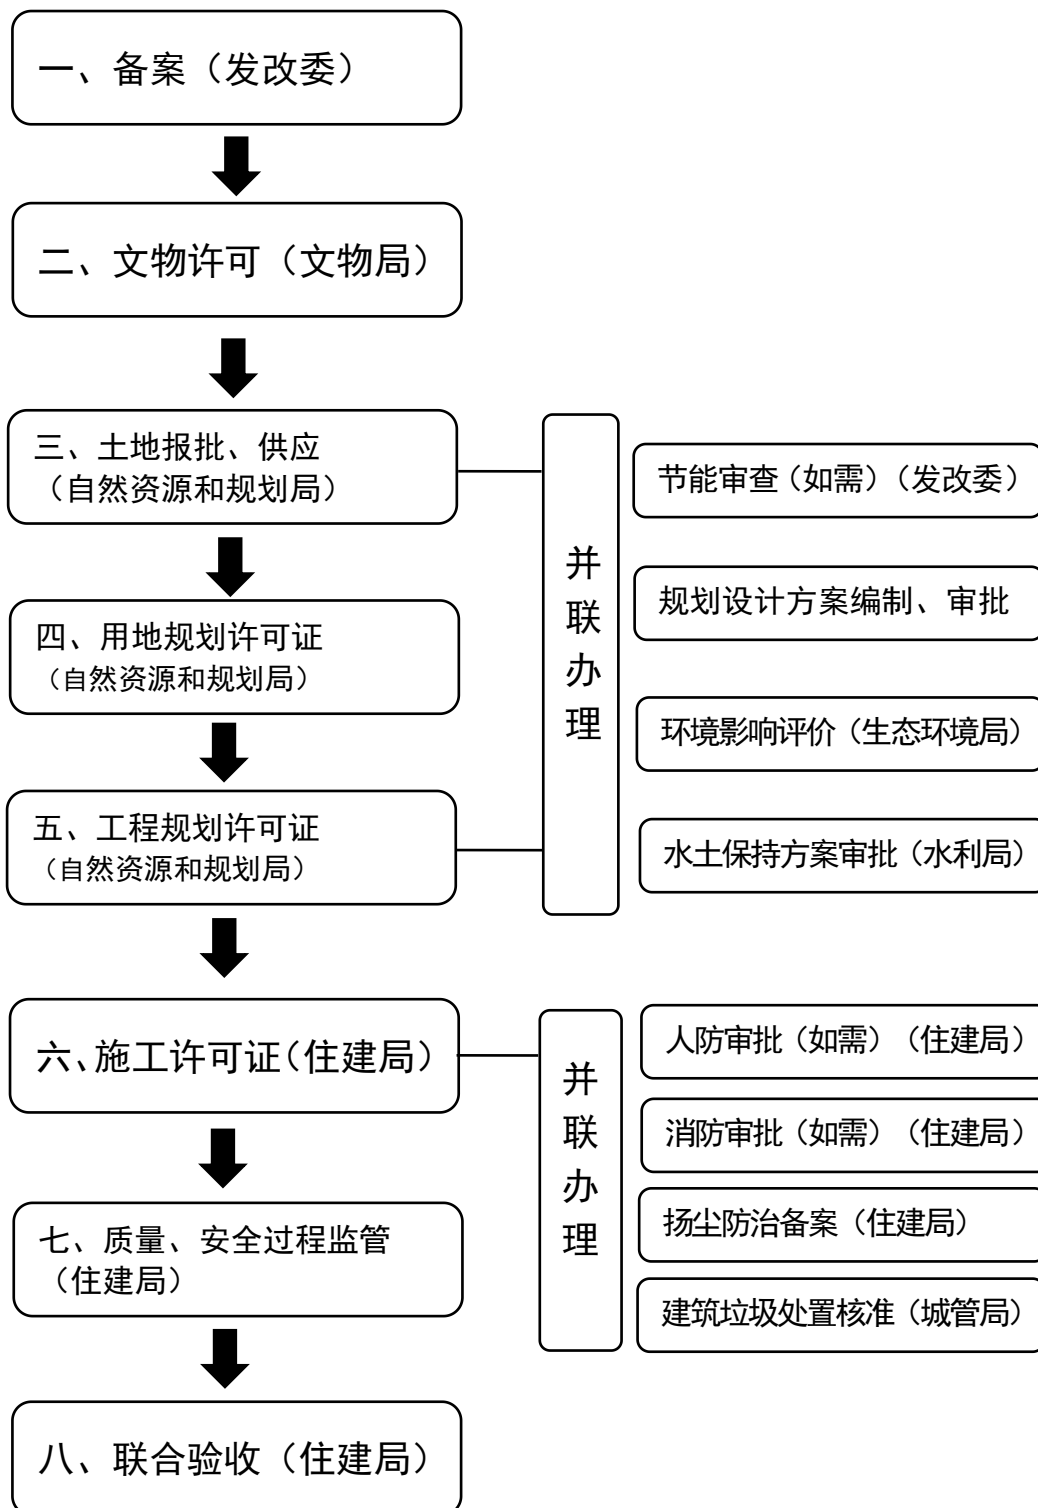 一、备案（发改委）
二、文物许可（文物局）
三、土地报批、供应
（自然资源和规划局）
四、用地规划许可证
（自然资源和规划局）
五、工程规划许可证
（自然资源和规划局）
并联办理
节能审查（如需）（发改委）
规划设计方案编制、审批
环境影响评价（生态环境局）
水土保持方案审批（水利局）
六、施工许可证（住建局）
并联办理
人防审批（如需）（住建局）
消防审批（如需）（住建局）
扬尘防治备案（住建局）
建筑垃圾处置核准（城管局）
七、质量、安全过程监管
（住建局）
八、联合验收（住建局）